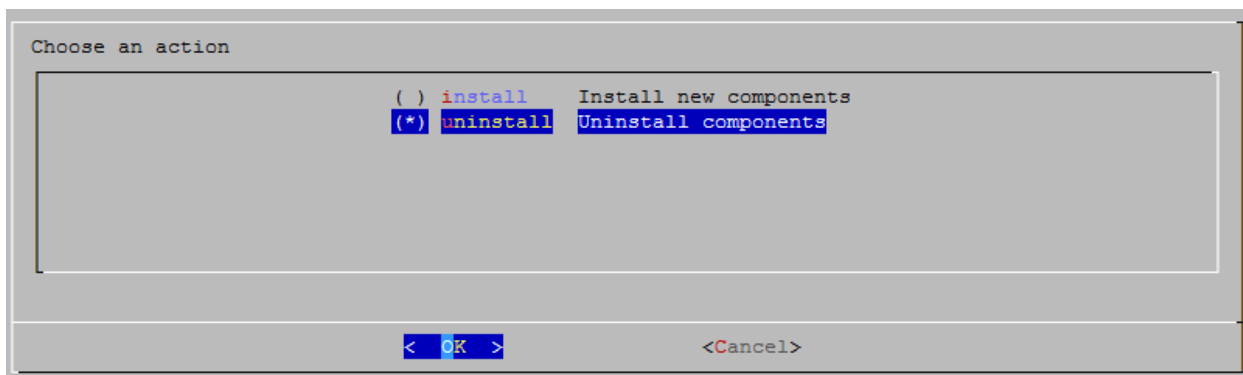 Choose an action
( ) install Install new components
(*) uninstall Uninstall components
< OK > <Cancel>